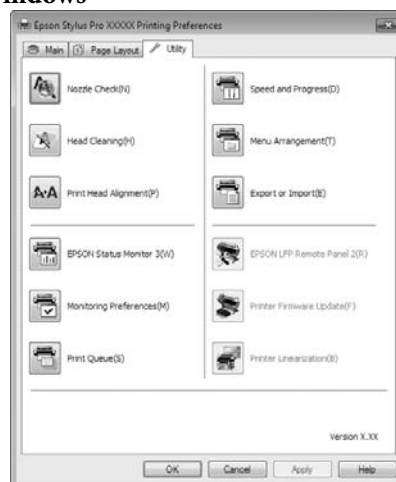 indows
Epson Stylus Pro XXXXX Printing Preferences
Main Page Layout Utility
Nozzle Check(N)
Speed and Progress(D)
Head Cleaning(H)
Menu Arrangement(T)
A·A Print Head Alignment(P)
Export or Import(E)
EPSON Status Monitor 3(W)
EPSON LFP Remote Panel 2(R)
Monitoring Preferences(M)
Printer Firmware Update(F)
Print Queue(S)
Printer Linearization(B)
Version X.XX
OK Cancel Apply Help